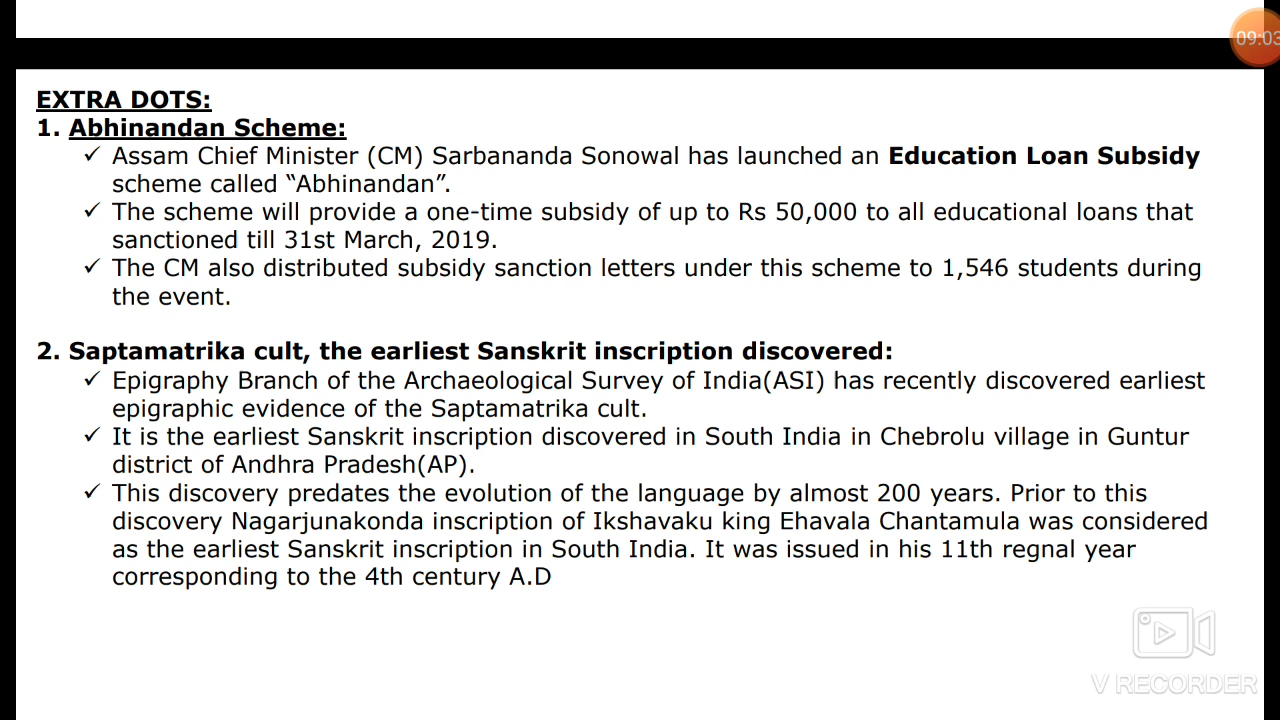 09:03
EXTRA DOTS:
1. Abhinandan Scheme:
✓ Assam Chief Minister (CM) Sarbananda Sonowal has launched an Education Loan Subsidy
scheme called “Abhinandan”.
✓ The scheme will provide a one-time subsidy of up to Rs 50,000 to all educational loans that
sanctioned till 31st March, 2019.
✓ The CM also distributed subsidy sanction letters under this scheme to 1,546 students during
the event.
2. Saptamatrika cult, the earliest Sanskrit inscription discovered:
✓ Epigraphy Branch of the Archaeological Survey of India(ASI) has recently discovered earliest
epigraphic evidence of the Saptamatrika cult.
✓ It is the earliest Sanskrit inscription discovered in South India in Chebrolu village in Guntur
district of Andhra Pradesh(AP).
✓ This discovery predates the evolution of the language by almost 200 years. Prior to this
discovery Nagarjunakonda inscription of Ikshavaku king Ehavala Chantamula was considered
as the earliest Sanskrit inscription in South India. It was issued in his 11th regnal year
corresponding to the 4th century A.D
V RECORDER